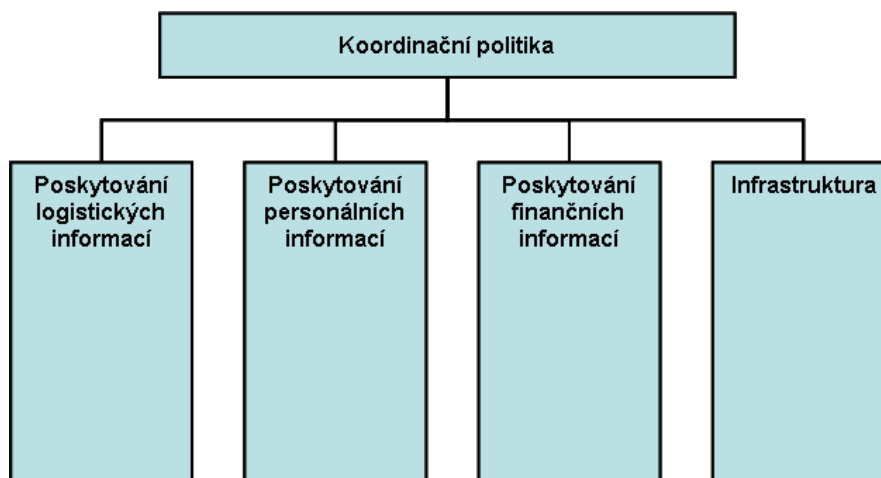 Koordinační politika
Poskytování
logistických
informací
Poskytování
personálních
informací
Poskytování
finančních
informací
Infrastruktura